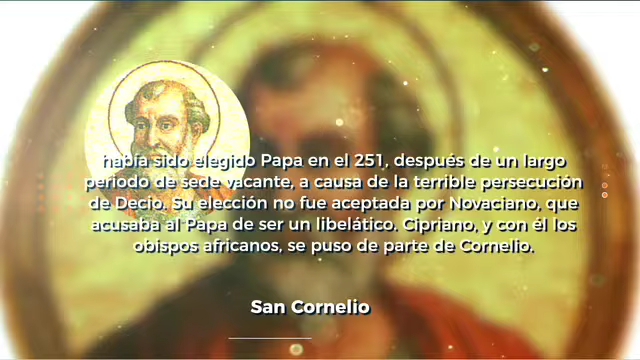 había sido elegido Papa en el 251, después de un largo
periodo de sede vacante, a causa de la terrible persecución
de Decio. Su elección no fue aceptada por Novaciano, que
acusaba al Papa de ser un libelático. Cipriano, y con él los
obispos africanos, se puso de parte de Cornelio.
San Cornelio